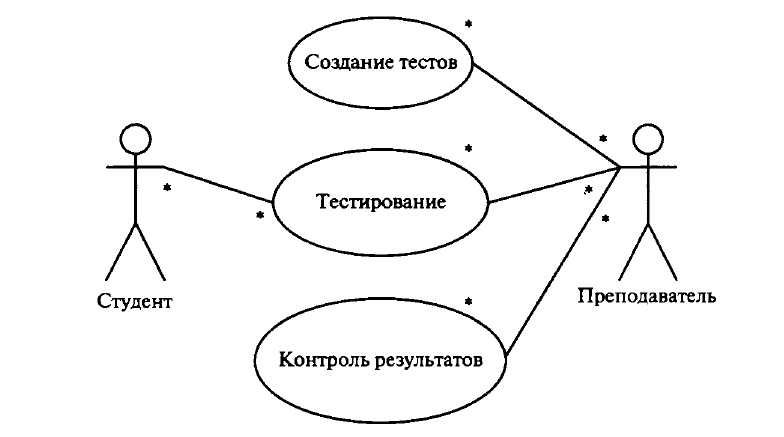 *
Создание тестов
*
*
Тестирование
*
*
*
*
Студент
Преподаватель
*
Контроль результатов